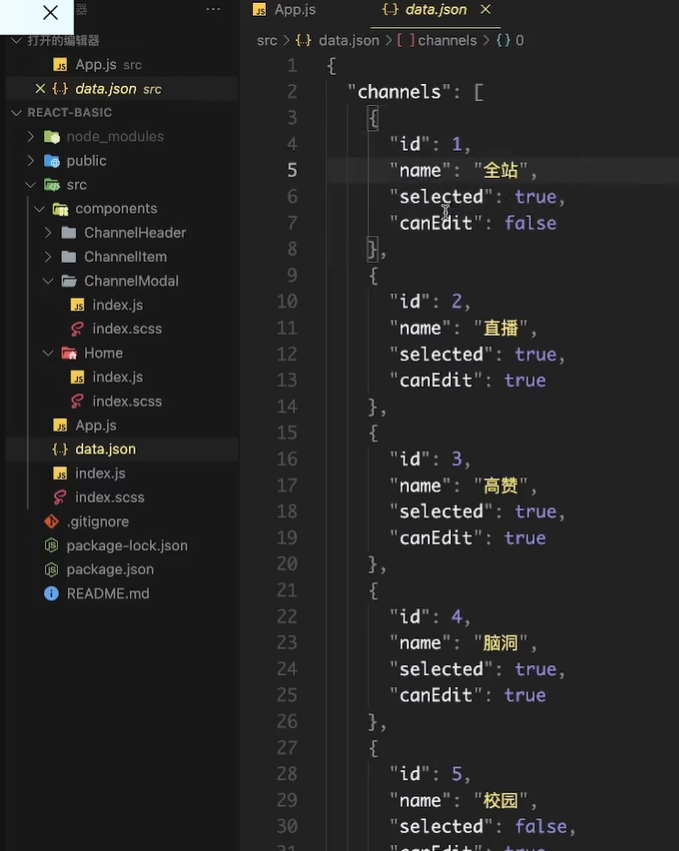 器
···
App.js
data.json
打开的编辑器
App.js src
data.json src
REACT-BASIC
node_modules
public
src
components
ChannelHeader
ChannelItem
ChannelModal
index.js
index.scss
Home
index.js
index.scss
App.js
data.json
index.js
index.scss
.gitignore
package-lock.json
package.json
README.md
src > {..} data.json > [ ] channels > {} 0
1 {
2 "channels": [
3 {
4 "id": 1,
5 "name": "全站",
6 "selected": true,
7 "canEdit": false
8 },
9 {
10 "id": 2,
11 "name": "直播",
12 "selected": true,
13 "canEdit": true
14 },
15 {
16 "id": 3,
17 "name": "高赞",
18 "selected": true,
19 "canEdit": true
20 },
21 {
22 "id": 4,
23 "name": "脑洞",
24 "selected": true,
25 "canEdit": true
26 },
27 {
28 "id": 5,
29 "name": "校园",
30 "selected": false,